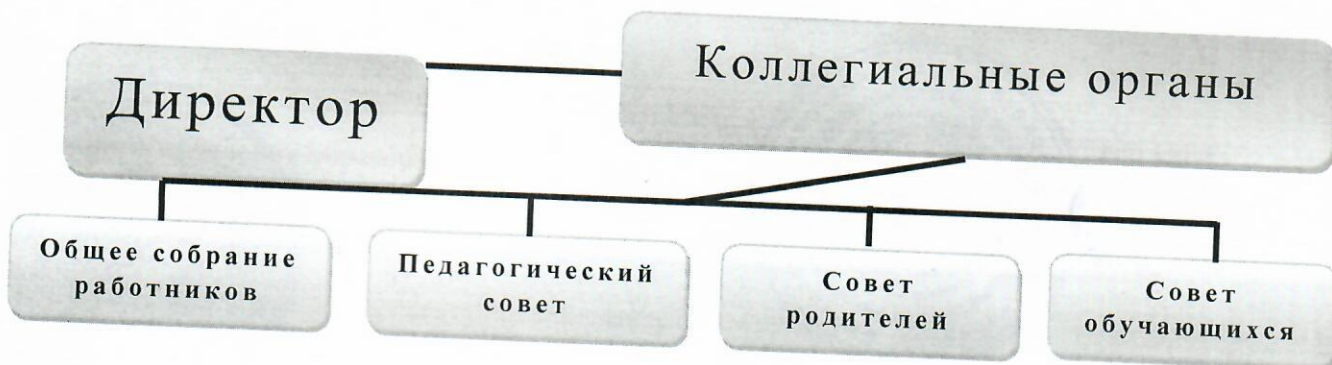 Директор
Коллегиальные органы
Общее собрание
работников
Педагогический
совет
Совет
родителей
Совет
обучающихся